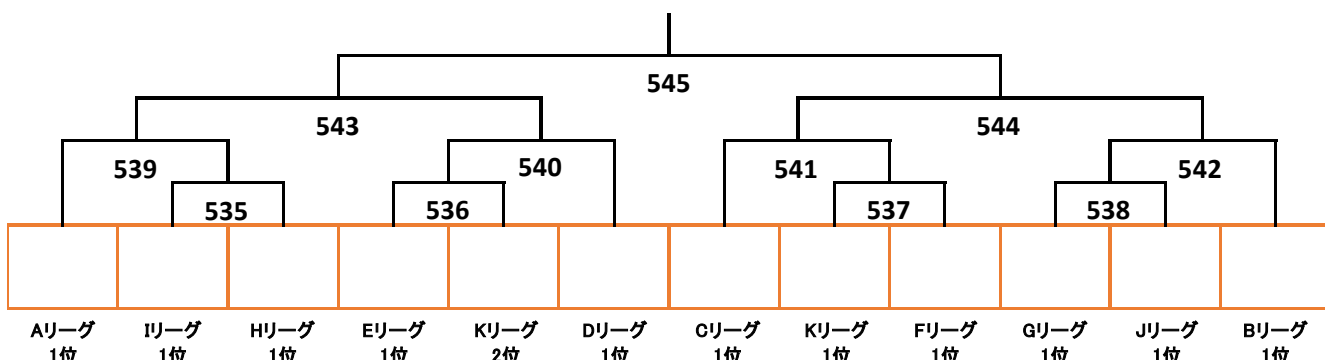 545
543
544
539
540
541
542
535
536
537
538
Aリーグ
1位
Iリーグ
1位
Hリーグ
1位
Eリーグ
1位
Kリーグ
2位
Dリーグ
1位
Cリーグ
1位
Kリーグ
1位
Fリーグ
1位
Gリーグ
1位
Jリーグ
1位
Bリーグ
1位